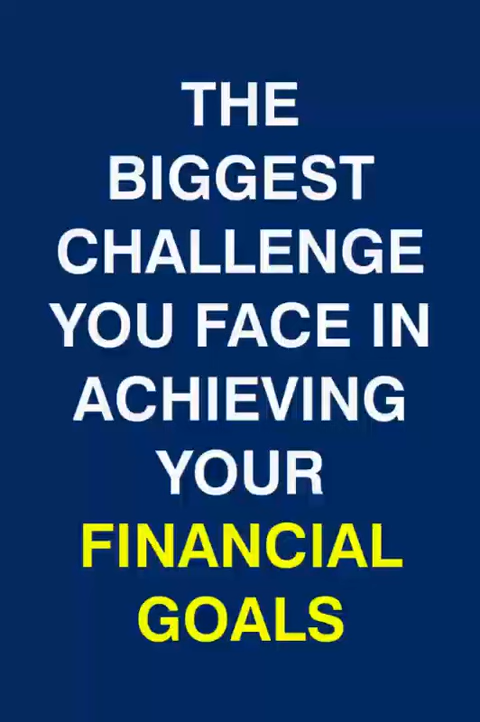 THE
BIGGEST
CHALLENGE
YOU FACE IN
ACHIEVING
YOUR
FINANCIAL
GOALS